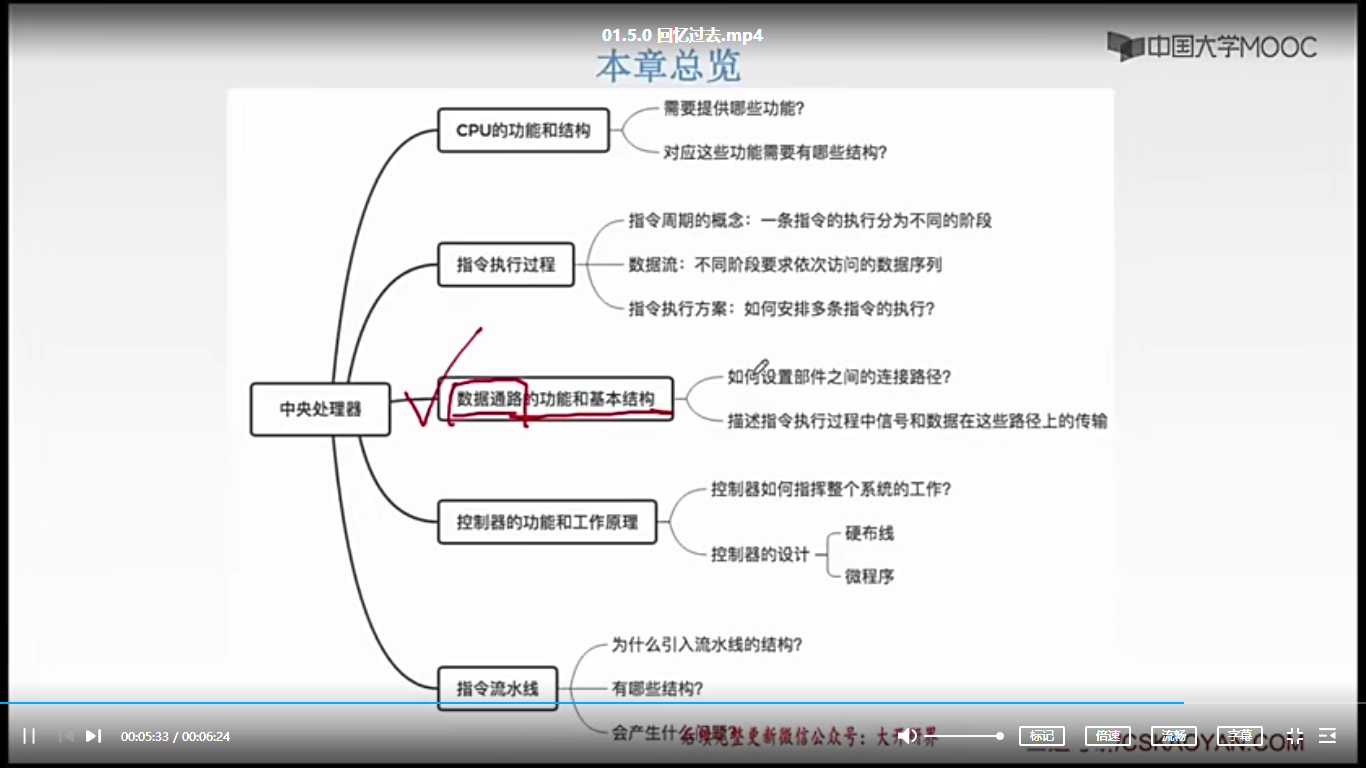 01.5.0 回忆过去.mp4
中国大学MOOC
本章总览
CPU的功能和结构
需要提供哪些功能?
对应这些功能需要有哪些结构?
指令执行过程
指令周期的概念：一条指令的执行分为不同的阶段
数据流：不同阶段要求依次访问的数据序列
指令执行方案：如何安排多条指令的执行?
中央处理器
数据通路的功能和基本结构
如何设置部件之间的连接路径?
描述指令执行过程中信号和数据在这些路径上的传输
控制器的功能和工作原理
控制器如何指挥整个系统的工作?
控制器的设计
硬布线
微程序
指令流水线
为什么引入流水线的结构?
有哪些结构?
会产生什么问题?
后续完整更新微信公众号：大
00:05:33 / 00:06:24
标记
倍速
流畅
字幕
/CSKAOYAN.COM